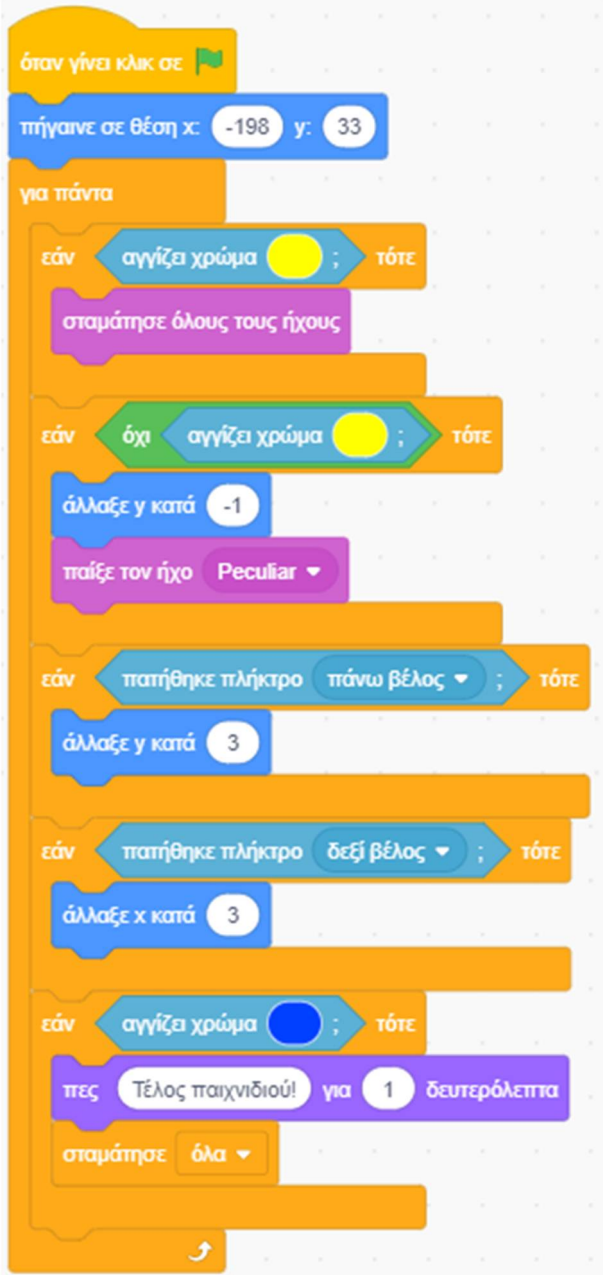 όταν γίνει κλικ σε
πήγαινε σε θέση x: -198 y: 33
για πάντα
εάν αγγίζει χρώμα ; τότε
σταμάτησε όλους τους ήχους
εάν όχι αγγίζει χρώμα ; τότε
άλλαξε y κατά -1
παίξε τον ήχο Peculiar
εάν πατήθηκε πλήκτρο πάνω βέλος ; τότε
άλλαξε y κατά 3
εάν πατήθηκε πλήκτρο δεξί βέλος ; τότε
άλλαξε x κατά 3
εάν αγγίζει χρώμα ; τότε
πες Τέλος παιχνιδιού! για 1 δευτερόλεπτα
σταμάτησε όλα